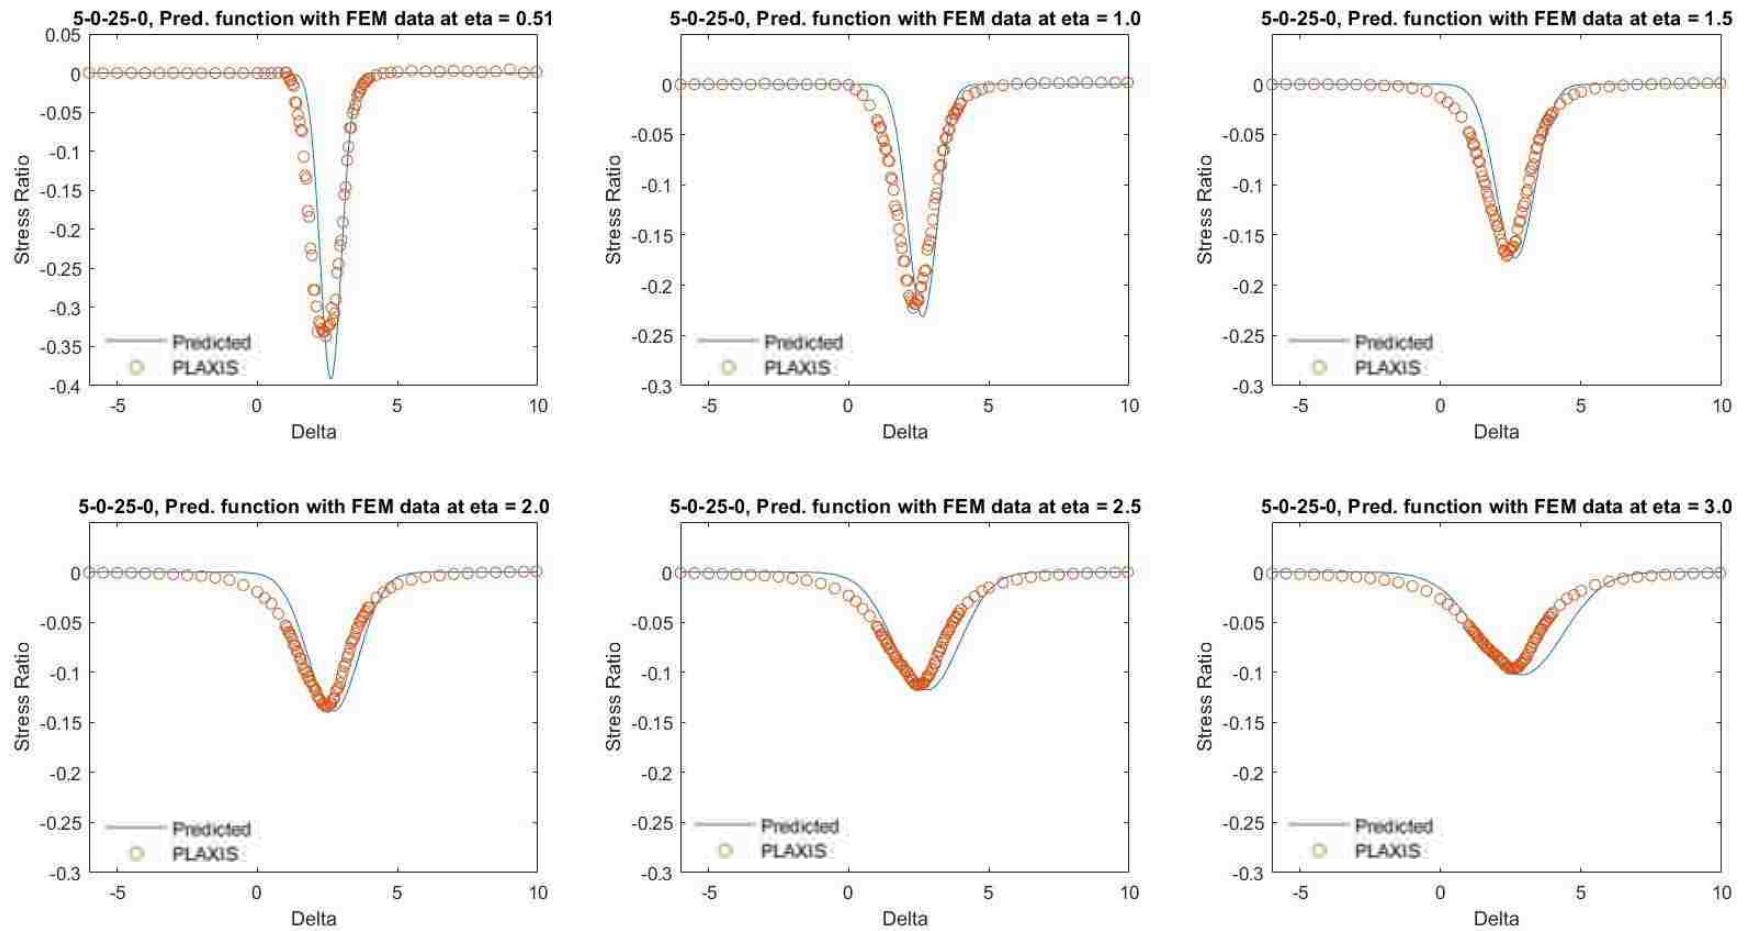 5-0-25-0, Pred. function with FEM data at eta = 0.51
0.05
0
-0.05
-0.1
-0.15
-0.2
-0.25
-0.3
-0.35
-0.4
Stress Ratio
Predicted
PLAXIS
-5
0
5
10
Delta
5-0-25-0, Pred. function with FEM data at eta = 1.0
0
-0.05
-0.1
-0.15
-0.2
-0.25
-0.3
Stress Ratio
Predicted
PLAXIS
-5
0
5
10
Delta
5-0-25-0, Pred. function with FEM data at eta = 1.5
0
-0.05
-0.1
-0.15
-0.2
-0.25
-0.3
Stress Ratio
Predicted
PLAXIS
-5
0
5
10
Delta
5-0-25-0, Pred. function with FEM data at eta = 2.0
0
-0.05
-0.1
-0.15
-0.2
-0.25
-0.3
Stress Ratio
Predicted
PLAXIS
-5
0
5
10
Delta
5-0-25-0, Pred. function with FEM data at eta = 2.5
0
-0.05
-0.1
-0.15
-0.2
-0.25
-0.3
Stress Ratio
Predicted
PLAXIS
-5
0
5
10
Delta
5-0-25-0, Pred. function with FEM data at eta = 3.0
0
-0.05
-0.1
-0.15
-0.2
-0.25
-0.3
Stress Ratio
Predicted
PLAXIS
-5
0
5
10
Delta